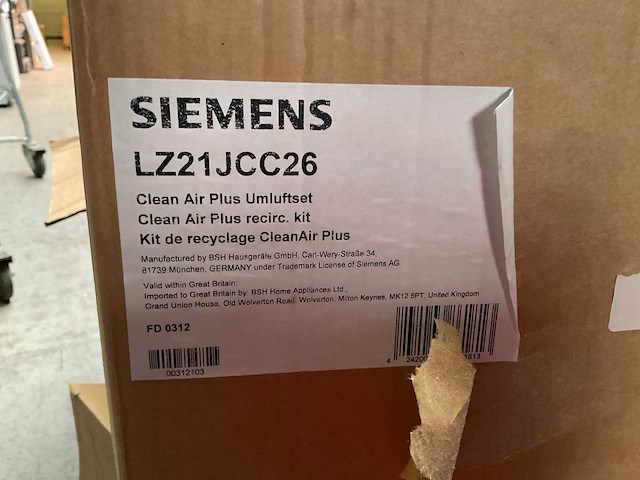 SIEMENS
LZ21JCC26
Clean Air Plus Umluftset
Clean Air Plus recirc. kit
Kit de recyclage CleanAir Plus
Manufactured by BSH Hausgeräte GmbH, Carl-Wery-Straße 34,
81739 München, GERMANY under Trademark License of Siemens AG
Valid within Great Britain:
Imported to Great Britain by: BSH Home Appliances Ltd.,
Grand Union House, Old Wolverton Road, Wolverton, Milton Keynes, MK12 5PT, United Kingdom
FD 0312
00312103
4 2420 1813